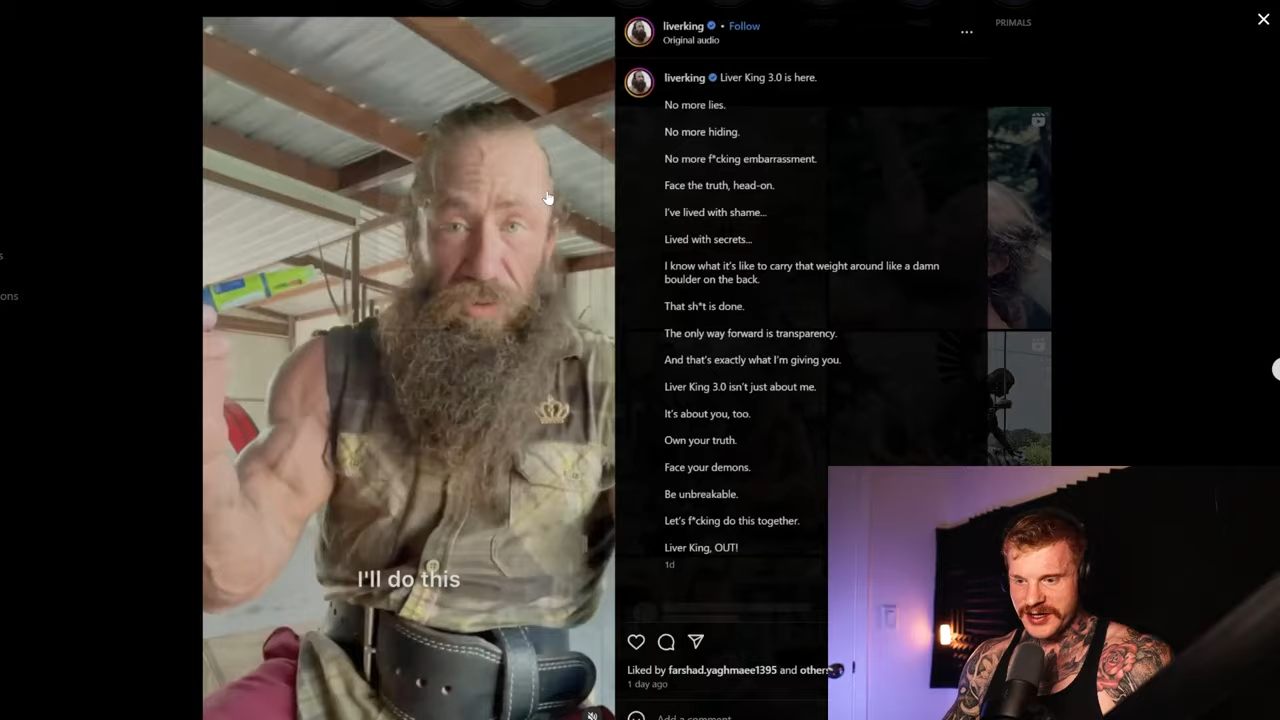 liverking • Follow
Original audio
PRIMALS
liverking Liver King 3.0 is here.
No more lies.
No more hiding.
No more f*cking embarrassment.
Face the truth, head-on.
I've lived with shame...
Lived with secrets...
I know what it's like to carry that weight around like a damn
boulder on the back.
That sh*t is done.
The only way forward is transparency.
And that's exactly what I'm giving you.
Liver King 3.0 isn't just about me.
It's about you, too.
Own your truth.
Face your demons.
Be unbreakable.
Let's f*cking do this together.
Liver King, OUT!
1d
I'll do this
Liked by farshad.yaghmaee1395 and others
1 day ago
Add a comment